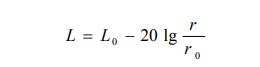 L = L₀ − 20 lg r / r₀